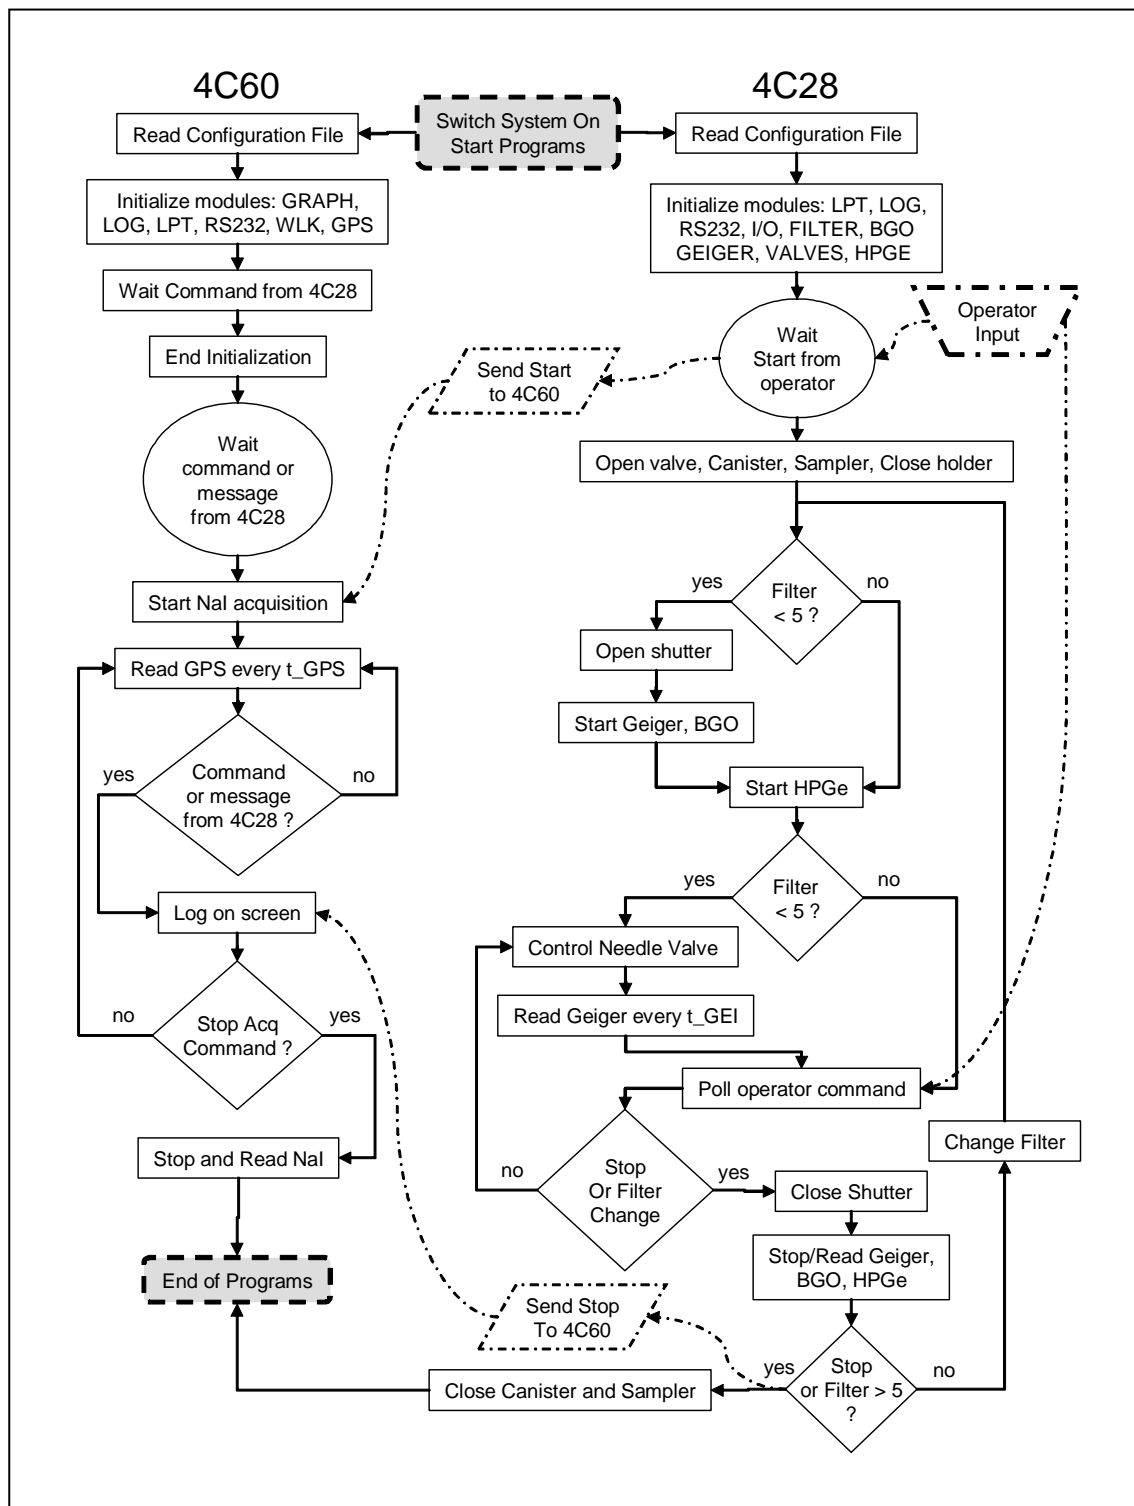 4C60
4C28
Switch System On
Start Programs
Read Configuration File
Read Configuration File
Initialize modules: GRAPH,
LOG, LPT, RS232, WLK, GPS
Initialize modules: LPT, LOG,
RS232, I/O, FILTER, BGO
GEIGER, VALVES, HPGE
Wait Command from 4C28
Operator
Input
End Initialization
Wait
Start from
operator
Send Start
to 4C60
Wait
command or
message
from 4C28
Open valve, Canister, Sampler, Close holder
Start NaI acquisition
yes
Filter
< 5 ?
no
Open shutter
Read GPS every t_GPS
Start Geiger, BGO
yes
Command
or message
from 4C28 ?
no
Start HPGe
yes
Filter
< 5 ?
no
Log on screen
Control Needle Valve
Read Geiger every t_GEI
no
Stop Acq
Command ?
yes
Poll operator command
Change Filter
Stop and Read NaI
no
Stop
Or Filter
Change
yes
Close Shutter
Stop/Read Geiger,
BGO, HPGe
End of Programs
Send Stop
To 4C60
yes
Stop
or Filter > 5
?
no
Close Canister and Sampler